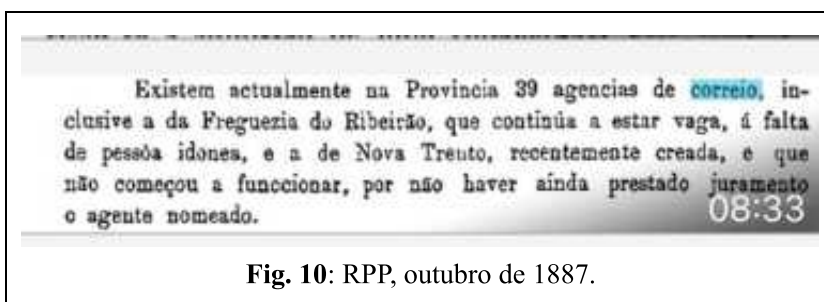 Existem actualmente na Provincia 39 agencias de correio, in-
clusive a da Freguezia do Ribeirão, que continúa a estar vaga, á falta
de pessôa idonea, e a de Nova Trento, recentemente creada, e que
não começou a funccionar, por não haver ainda prestado juramento
o agente nomeado.
08:33
Fig. 10: RPP, outubro de 1887.